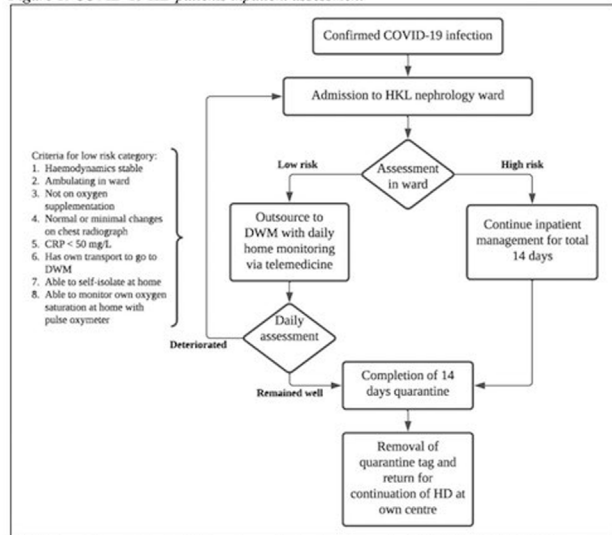 Confirmed COVID-19 infection
Admission to HKL nephrology ward
Low risk
Assessment
in ward
High risk
Criteria for low risk category:
1. Haemodynamics stable
2. Ambulating in ward
3. Not on oxygen
supplementation
4. Normal or minimal changes
on chest radiograph
5. CRP < 50 mg/L
6. Has own transport to go to
DWM
7. Able to self-isolate at home
8. Able to monitor own oxygen
saturation at home with
pulse oxymeter
Outsource to
DWM with daily
home monitoring
via telemedicine
Continue inpatient
management for total
14 days
Daily
assessment
Deteriorated
Remained well
Completion of 14
days quarantine
Removal of
quarantine tag and
return for
continuation of HD at
own centre